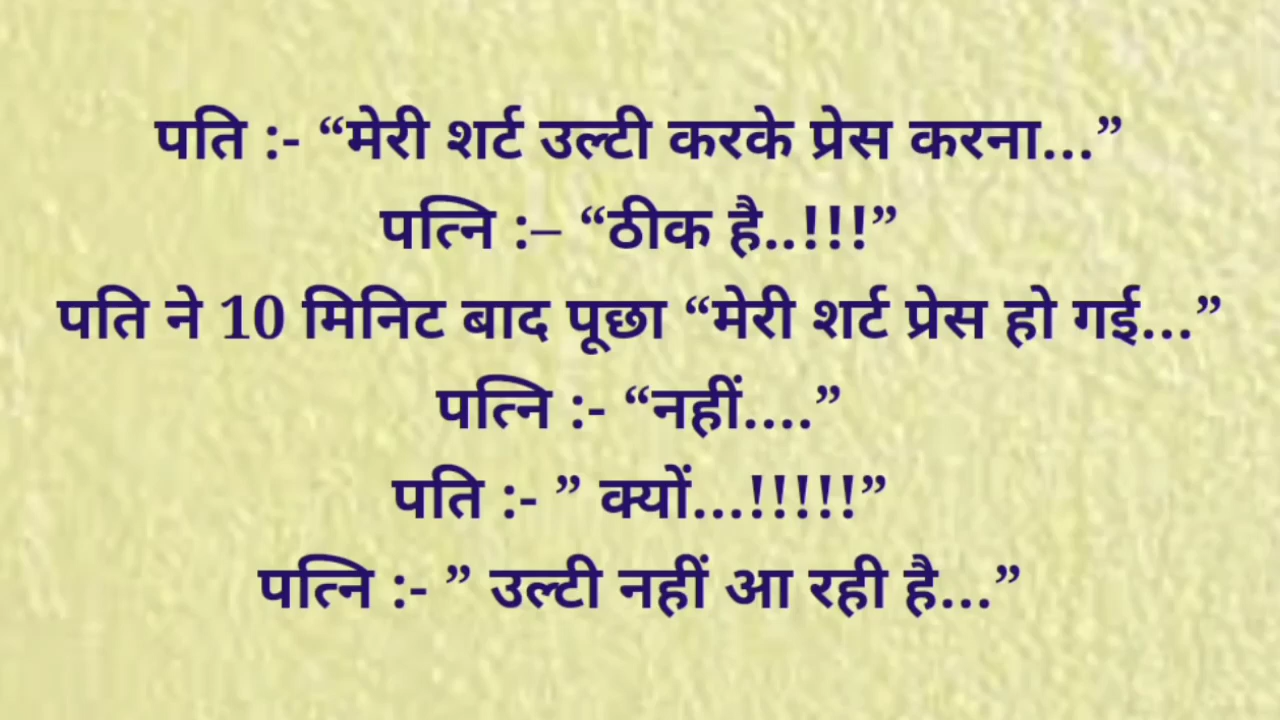 पति :- “मेरी शर्ट उल्टी करके प्रेस करना...”
पत्नि :– “ठीक है..!!!”
पति ने 10 मिनिट बाद पूछा “मेरी शर्ट प्रेस हो गई...”
पत्नि :- “नहीं....”
पति :- ” क्यों...!!!!!”
पत्नि :- ” उल्टी नहीं आ रही है...”